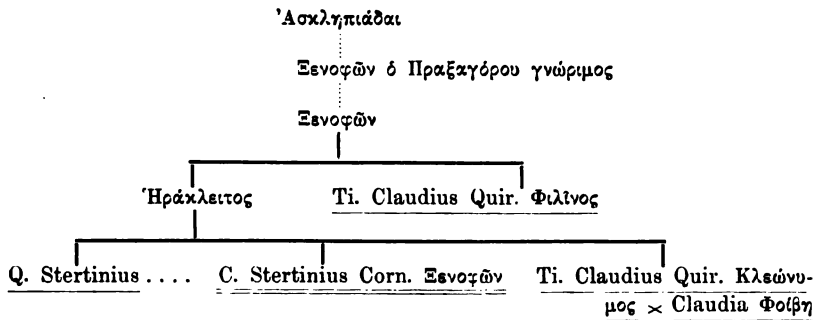 Ἀσκληπιάδαι
Ξενοφῶν ὁ Πραξαγόρου γνώριμος
Ξενοφῶν
Ἡράκλειτος Ti. Claudius Quir. Φιλῖνος
Q. Stertinius.... C. Stertinius Corn. Ξενοφῶν Ti. Claudius Quir. Κλεώνυ-
μος × Claudia Φοίβη